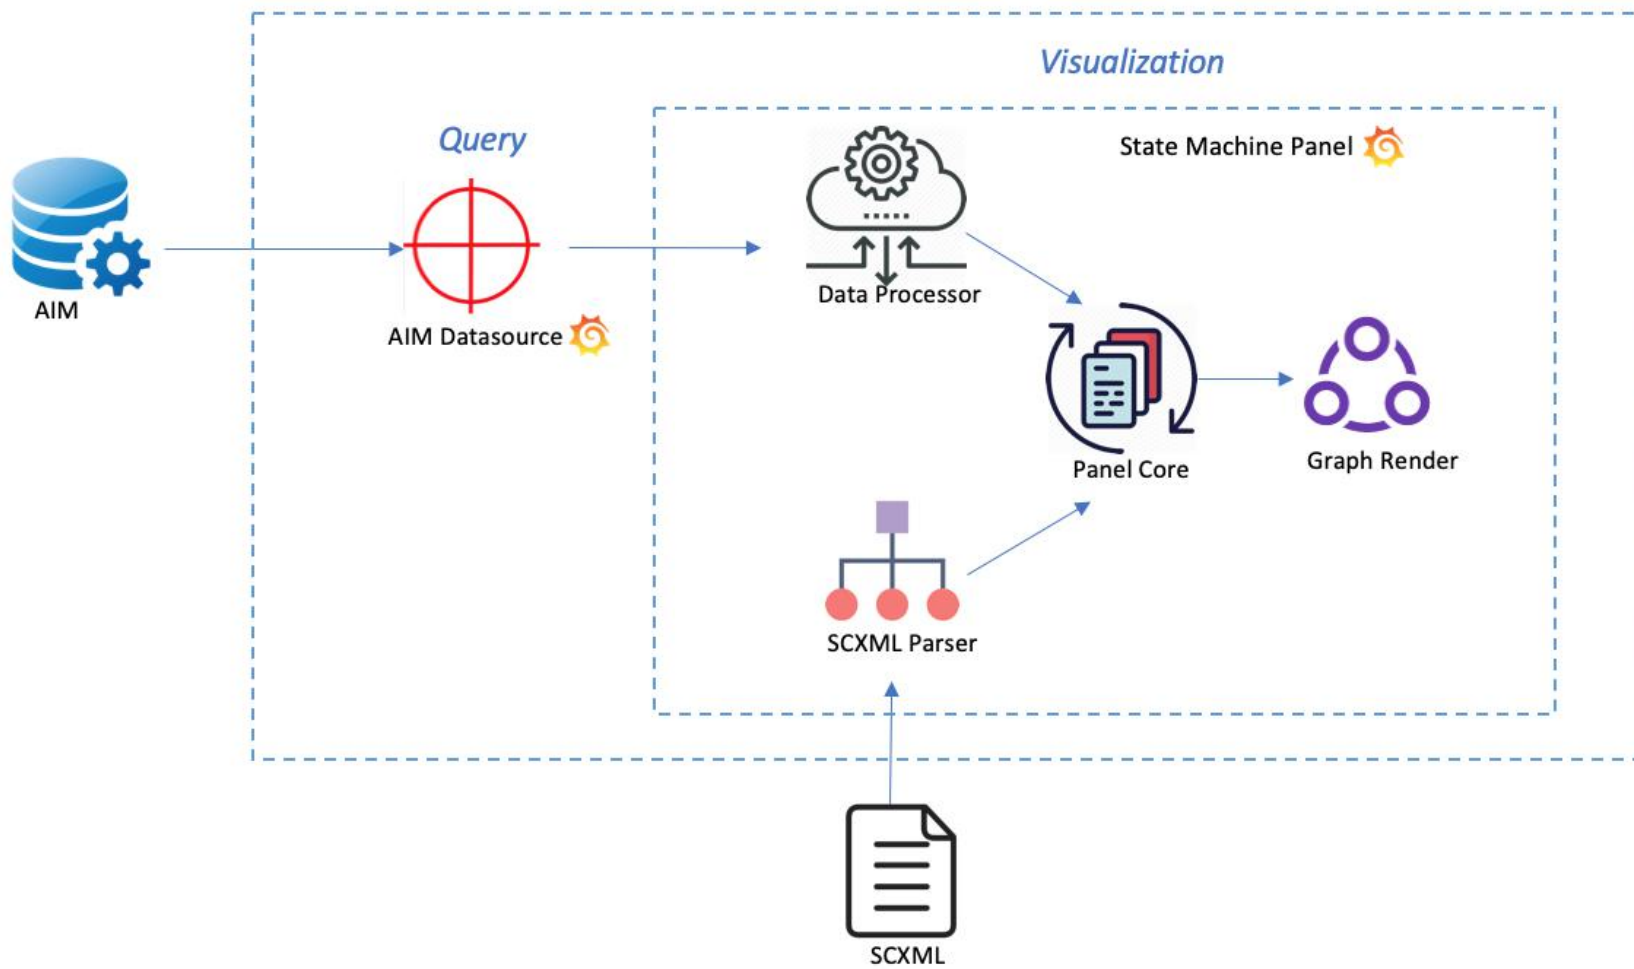 Visualization
Query
State Machine Panel
Data Processor
AIM
AIM Datasource
Panel Core
Graph Render
SCXML Parser
SCXML